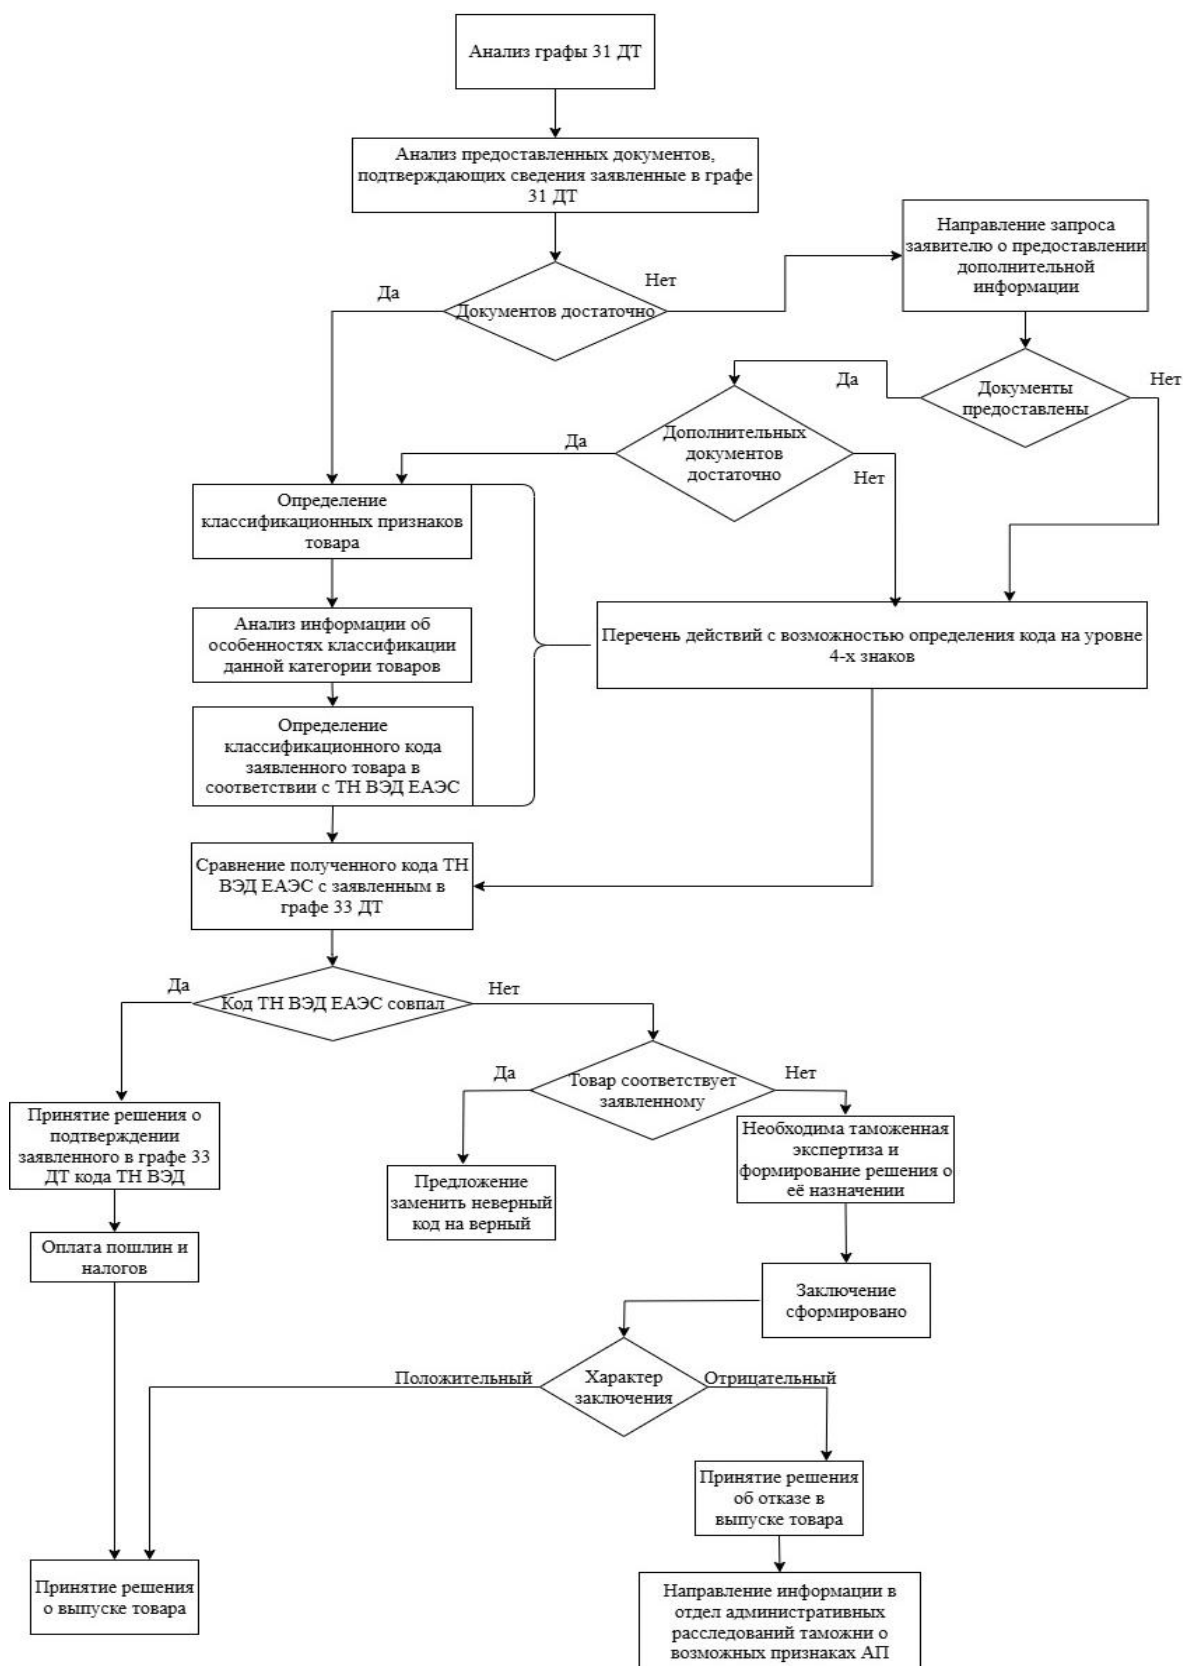 Анализ графы 31 ДТ
Анализ предоставленных документов,
подтверждающих сведения заявленные в графе
31 ДТ
Направление запроса
заявителю о предоставлении
дополнительной
информации
Да
Нет
Документов достаточно
Да
Нет
Документы
предоставлены
Да
Дополнительных
документов
достаточно
Нет
Определение
классификационных признаков
товара
Анализ информации об
особенностях классификации
данной категории товаров
Перечень действий с возможностью определения кода на уровне
4-х знаков
Определение
классификационного кода
заявленного товара в
соответствии с ТН ВЭД ЕАЭС
Сравнение полученного кода ТН
ВЭД ЕАЭС с заявленным в
графе 33 ДТ
Да
Код ТН ВЭД ЕАЭС совпал
Нет
Да
Товар соответствует
заявленному
Нет
Принятие решения о
подтверждении
заявленного в графе 33
ДТ кода ТН ВЭД
Предложение
заменить неверный
код на верный
Необходима таможенная
экспертиза и
формирование решения о
её назначении
Оплата пошлин и
налогов
Заключение
сформировано
Положительный
Характер
заключения
Отрицательный
Принятие решения
об отказе в
выпуске товара
Принятие решения
о выпуске товара
Направление информации в
отдел административных
расследований таможни о
возможных признаках АП